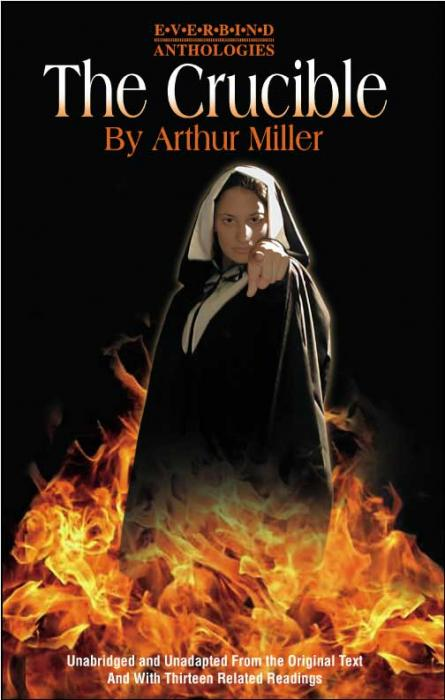 E•V•E•R•B•I•N•D
ANTHOLOGIES
The Crucible
By Arthur Miller
Unabridged and Unadapted From the Original Text
And With Thirteen Related Readings